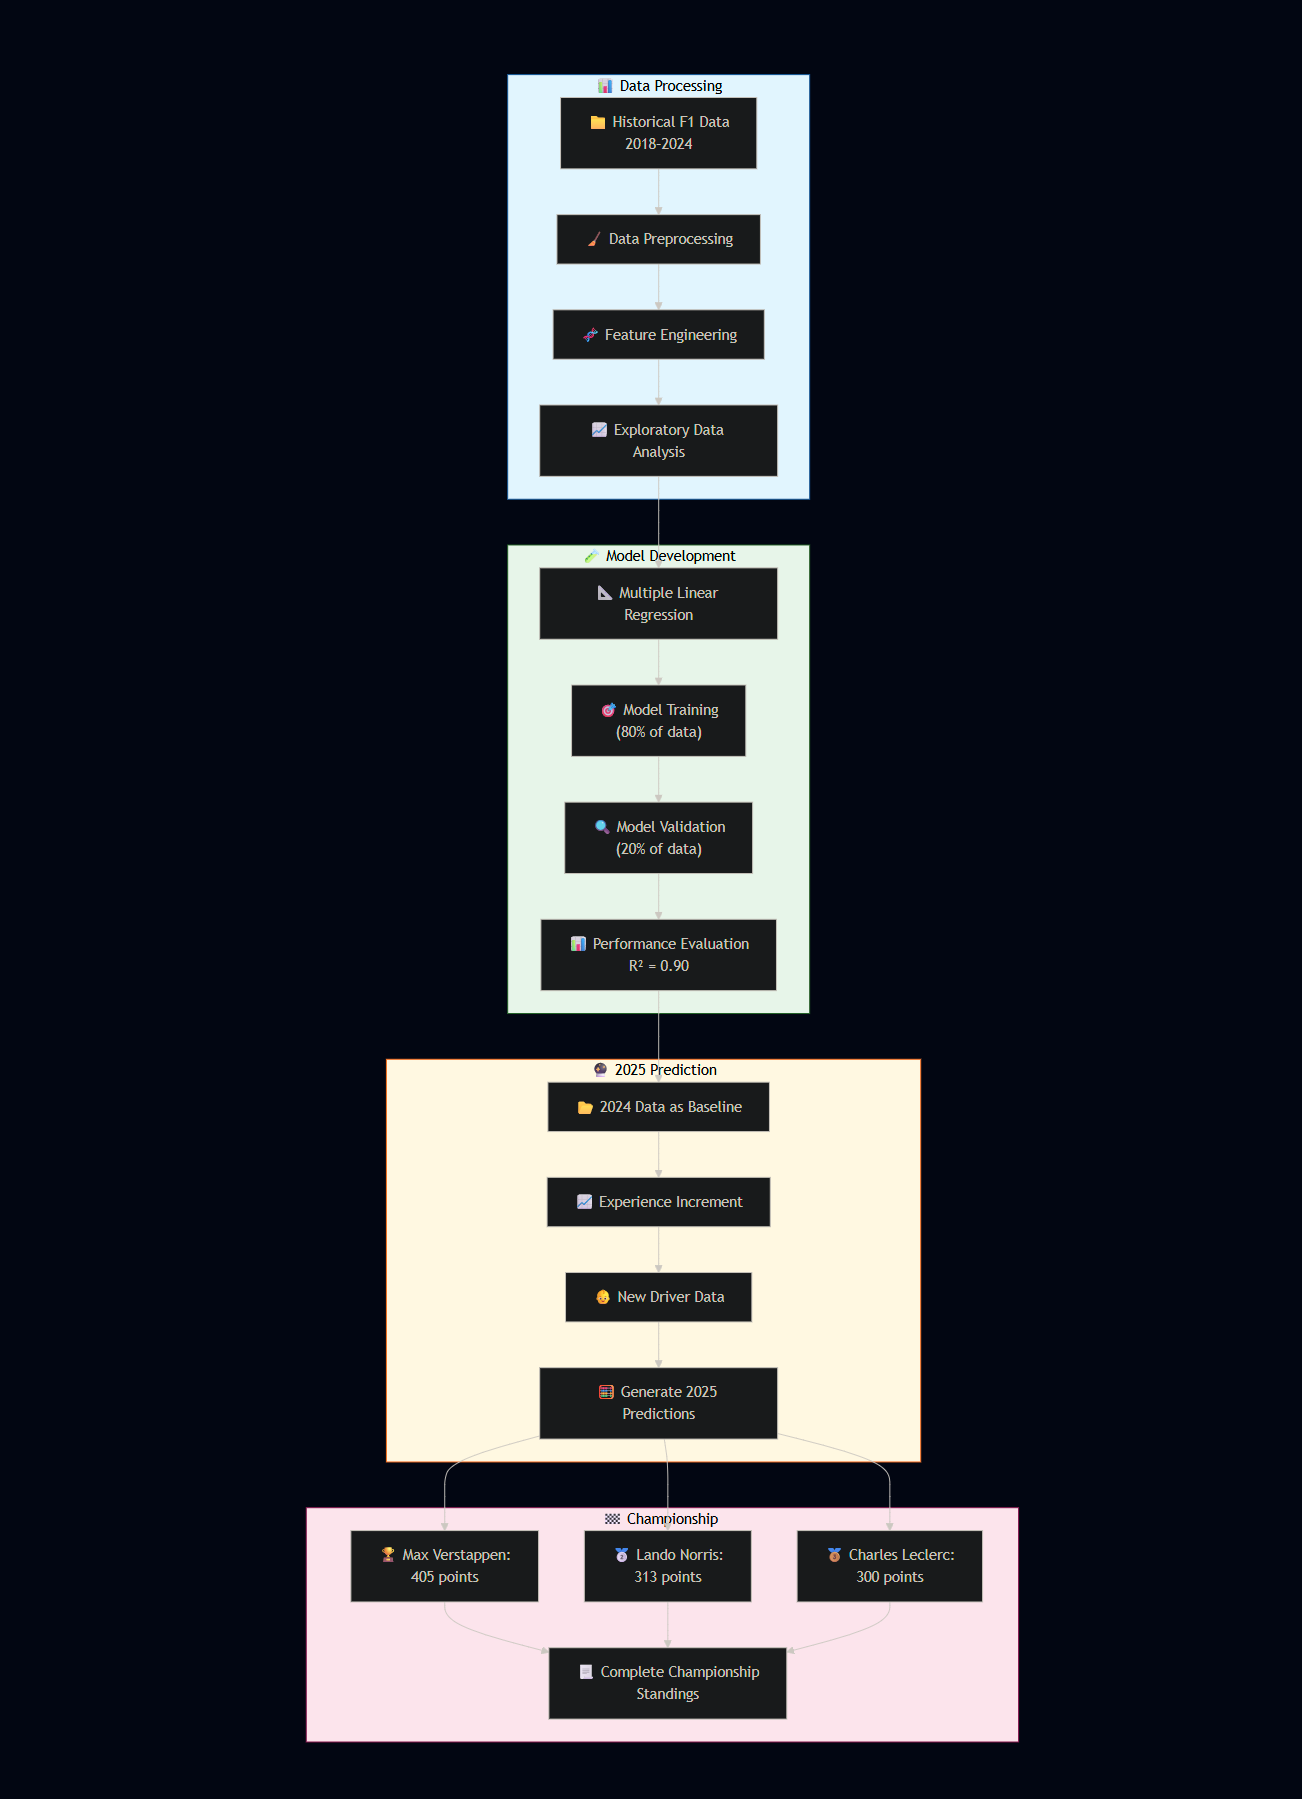 Data Processing
Historical F1 Data
2018-2024
Data Preprocessing
Feature Engineering
Exploratory Data
Analysis
Model Development
Multiple Linear
Regression
Model Training
(80% of data)
Model Validation
(20% of data)
Performance Evaluation
R² = 0.90
2025 Prediction
2024 Data as Baseline
Experience Increment
New Driver Data
Generate 2025
Predictions
Championship
Max Verstappen:
405 points
Lando Norris:
313 points
Charles Leclerc:
300 points
Complete Championship
Standings